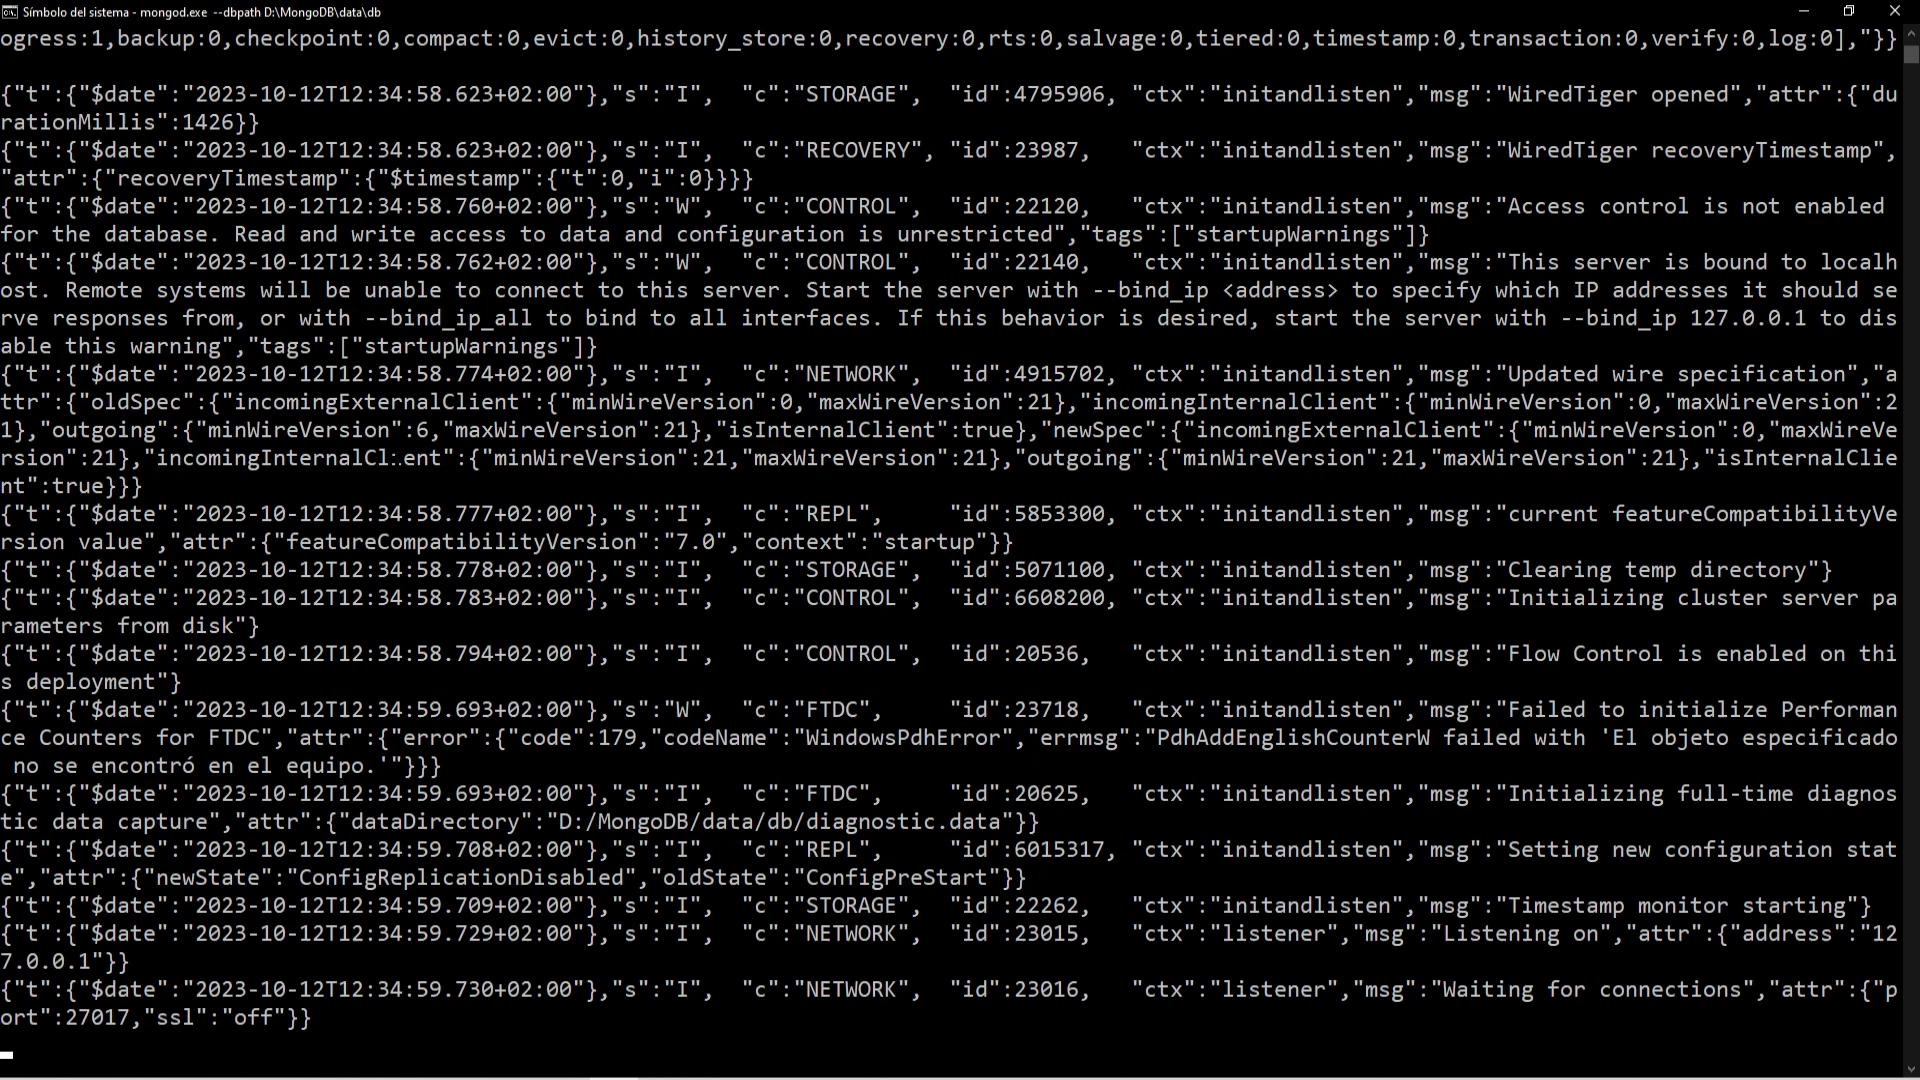 Símbolo del sistema - mongod.exe --dbpath D:\MongoDB\data\db
ogress:1,backup:0,checkpoint:0,compact:0,evict:0,history_store:0,recovery:0,rts:0,salvage:0,tiered:0,timestamp:0,transaction:0,verify:0,log:0],"}}
{"t":{"$date":"2023-10-12T12:34:58.623+02:00"},"s":"I",  "c":"STORAGE",  "id":4795906, "ctx":"initandlisten","msg":"WiredTiger opened","attr":{"du
rationMillis":1426}}
{"t":{"$date":"2023-10-12T12:34:58.623+02:00"},"s":"I",  "c":"RECOVERY", "id":23987,   "ctx":"initandlisten","msg":"WiredTiger recoveryTimestamp",
"attr":{"recoveryTimestamp":{"$timestamp":{"t":0,"i":0}}}}
{"t":{"$date":"2023-10-12T12:34:58.760+02:00"},"s":"W",  "c":"CONTROL",  "id":22120,   "ctx":"initandlisten","msg":"Access control is not enabled
for the database. Read and write access to data and configuration is unrestricted","tags":["startupWarnings"]}
{"t":{"$date":"2023-10-12T12:34:58.762+02:00"},"s":"W",  "c":"CONTROL",  "id":22140,   "ctx":"initandlisten","msg":"This server is bound to localh
ost. Remote systems will be unable to connect to this server. Start the server with --bind_ip <address> to specify which IP addresses it should se
rve responses from, or with --bind_ip_all to bind to all interfaces. If this behavior is desired, start the server with --bind_ip 127.0.0.1 to dis
able this warning","tags":["startupWarnings"]}
{"t":{"$date":"2023-10-12T12:34:58.774+02:00"},"s":"I",  "c":"NETWORK",  "id":4915702, "ctx":"initandlisten","msg":"Updated wire specification","a
ttr":{"oldSpec":{"incomingExternalClient":{"minWireVersion":0,"maxWireVersion":21},"incomingInternalClient":{"minWireVersion":0,"maxWireVersion":2
1},"outgoing":{"minWireVersion":6,"maxWireVersion":21},"isInternalClient":true},"newSpec":{"incomingExternalClient":{"minWireVersion":0,"maxWireVe
rsion":21},"incomingInternalClient":{"minWireVersion":21,"maxWireVersion":21},"outgoing":{"minWireVersion":21,"maxWireVersion":21},"isInternalClie
nt":true}}}
{"t":{"$date":"2023-10-12T12:34:58.777+02:00"},"s":"I",  "c":"REPL",     "id":5853300, "ctx":"initandlisten","msg":"current featureCompatibilityVe
rsion value","attr":{"featureCompatibilityVersion":"7.0","context":"startup"}}
{"t":{"$date":"2023-10-12T12:34:58.778+02:00"},"s":"I",  "c":"STORAGE",  "id":5071100, "ctx":"initandlisten","msg":"Clearing temp directory"}
{"t":{"$date":"2023-10-12T12:34:58.783+02:00"},"s":"I",  "c":"CONTROL",  "id":6608200, "ctx":"initandlisten","msg":"Initializing cluster server pa
rameters from disk"}
{"t":{"$date":"2023-10-12T12:34:58.794+02:00"},"s":"I",  "c":"CONTROL",  "id":20536,   "ctx":"initandlisten","msg":"Flow Control is enabled on thi
s deployment"}
{"t":{"$date":"2023-10-12T12:34:59.693+02:00"},"s":"W",  "c":"FTDC",     "id":23718,   "ctx":"initandlisten","msg":"Failed to initialize Performan
ce Counters for FTDC","attr":{"error":{"code":179,"codeName":"WindowsPdhError","errmsg":"PdhAddEnglishCounterW failed with 'El objeto especificado
 no se encontró en el equipo.'"}}}
{"t":{"$date":"2023-10-12T12:34:59.693+02:00"},"s":"I",  "c":"FTDC",     "id":20625,   "ctx":"initandlisten","msg":"Initializing full-time diagnos
tic data capture","attr":{"dataDirectory":"D:/MongoDB/data/db/diagnostic.data"}}
{"t":{"$date":"2023-10-12T12:34:59.708+02:00"},"s":"I",  "c":"REPL",     "id":6015317, "ctx":"initandlisten","msg":"Setting new configuration stat
e","attr":{"newState":"ConfigReplicationDisabled","oldState":"ConfigPreStart"}}
{"t":{"$date":"2023-10-12T12:34:59.709+02:00"},"s":"I",  "c":"STORAGE",  "id":22262,   "ctx":"initandlisten","msg":"Timestamp monitor starting"}
{"t":{"$date":"2023-10-12T12:34:59.729+02:00"},"s":"I",  "c":"NETWORK",  "id":23015,   "ctx":"listener","msg":"Listening on","attr":{"address":"12
7.0.0.1"}}
{"t":{"$date":"2023-10-12T12:34:59.730+02:00"},"s":"I",  "c":"NETWORK",  "id":23016,   "ctx":"listener","msg":"Waiting for connections","attr":{"p
ort":27017,"ssl":"off"}}